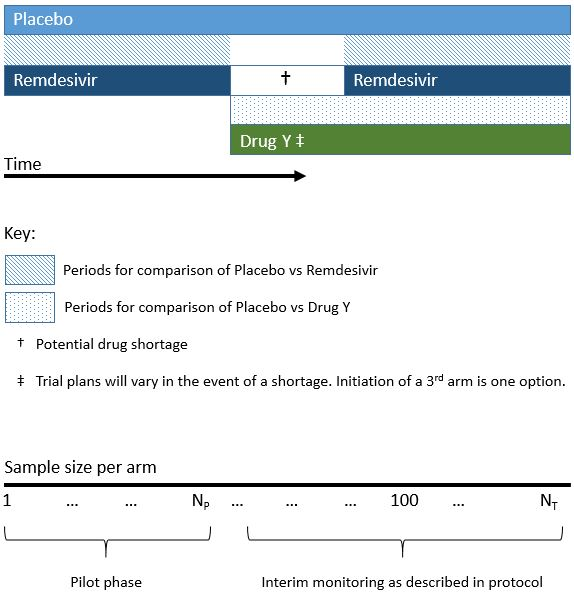 Placebo
Remdesivir † Remdesivir
Drug Y ‡
Time
Key:
Periods for comparison of Placebo vs Remdesivir
Periods for comparison of Placebo vs Drug Y
† Potential drug shortage
‡ Trial plans will vary in the event of a shortage. Initiation of a 3rd arm is one option.
Sample size per arm
1 ... ... NP ... ... ... 100 ... NT
Pilot phase Interim monitoring as described in protocol